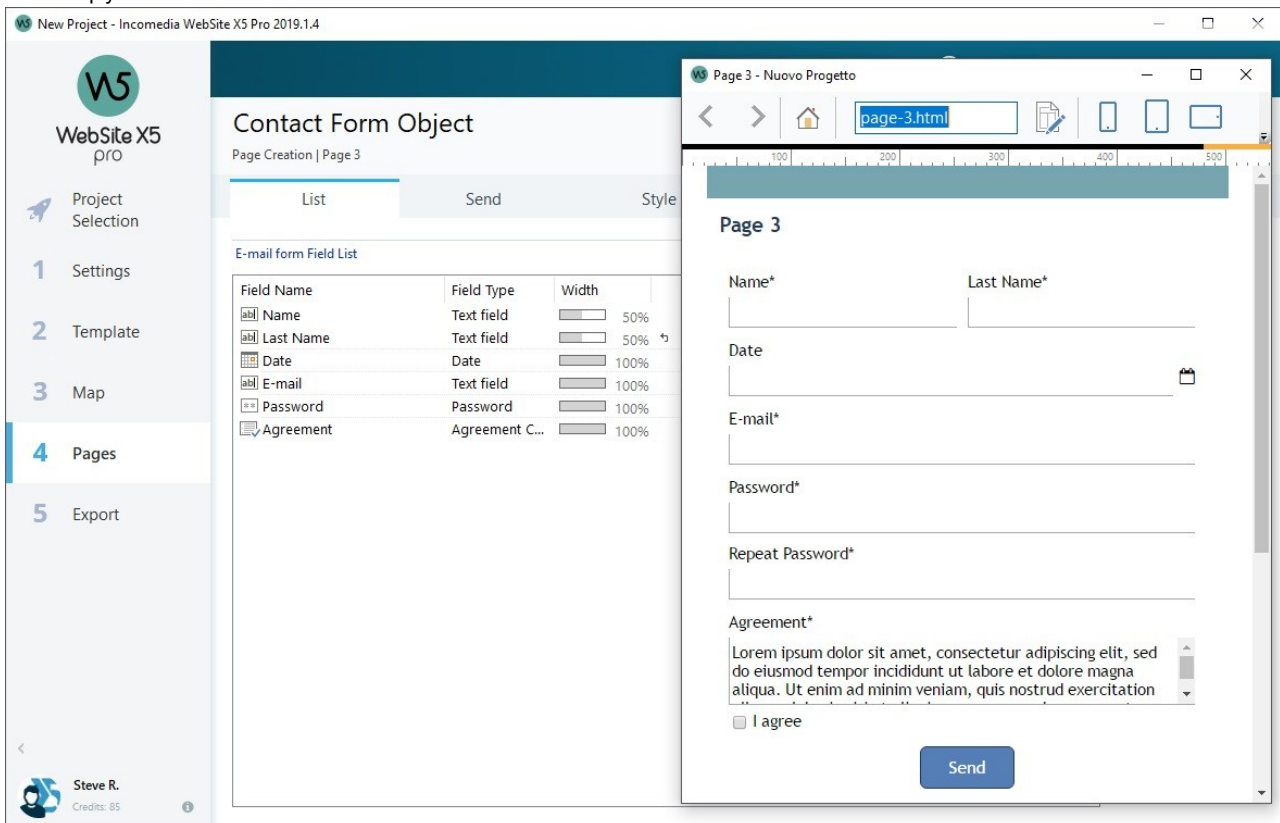 New Project - Incomedia WebSite X5 Pro 2019.1.4
WebSite X5
pro
Project
Selection
1 Settings
2 Template
3 Map
4 Pages
5 Export
Steve R.
Credits: 85
Contact Form Object
Page Creation | Page 3
List Send Style
E-mail form Field List
Field Name Field Type Width
Name Text field 50%
Last Name Text field 50%
Date Date 100%
E-mail Text field 100%
Password Password 100%
Agreement Agreement C... 100%
Page 3 - Nuovo Progetto
page-3.html
100 200 300 400 500
Page 3
Name* Last Name*
Date
E-mail*
Password*
Repeat Password*
Agreement*
Lorem ipsum dolor sit amet, consectetur adipiscing elit, sed
do eiusmod tempor incididunt ut labore et dolore magna
aliqua. Ut enim ad minim veniam, quis nostrud exercitation
I agree
Send